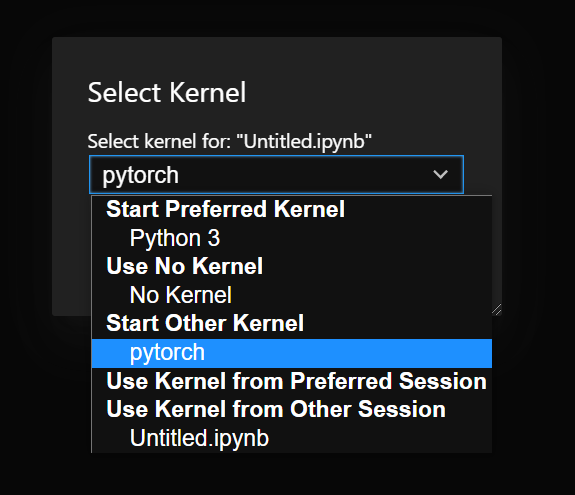 Select Kernel
Select kernel for: "Untitled.ipynb"
pytorch
Start Preferred Kernel
Python 3
Use No Kernel
No Kernel
Start Other Kernel
pytorch
Use Kernel from Preferred Session
Use Kernel from Other Session
Untitled.ipynb